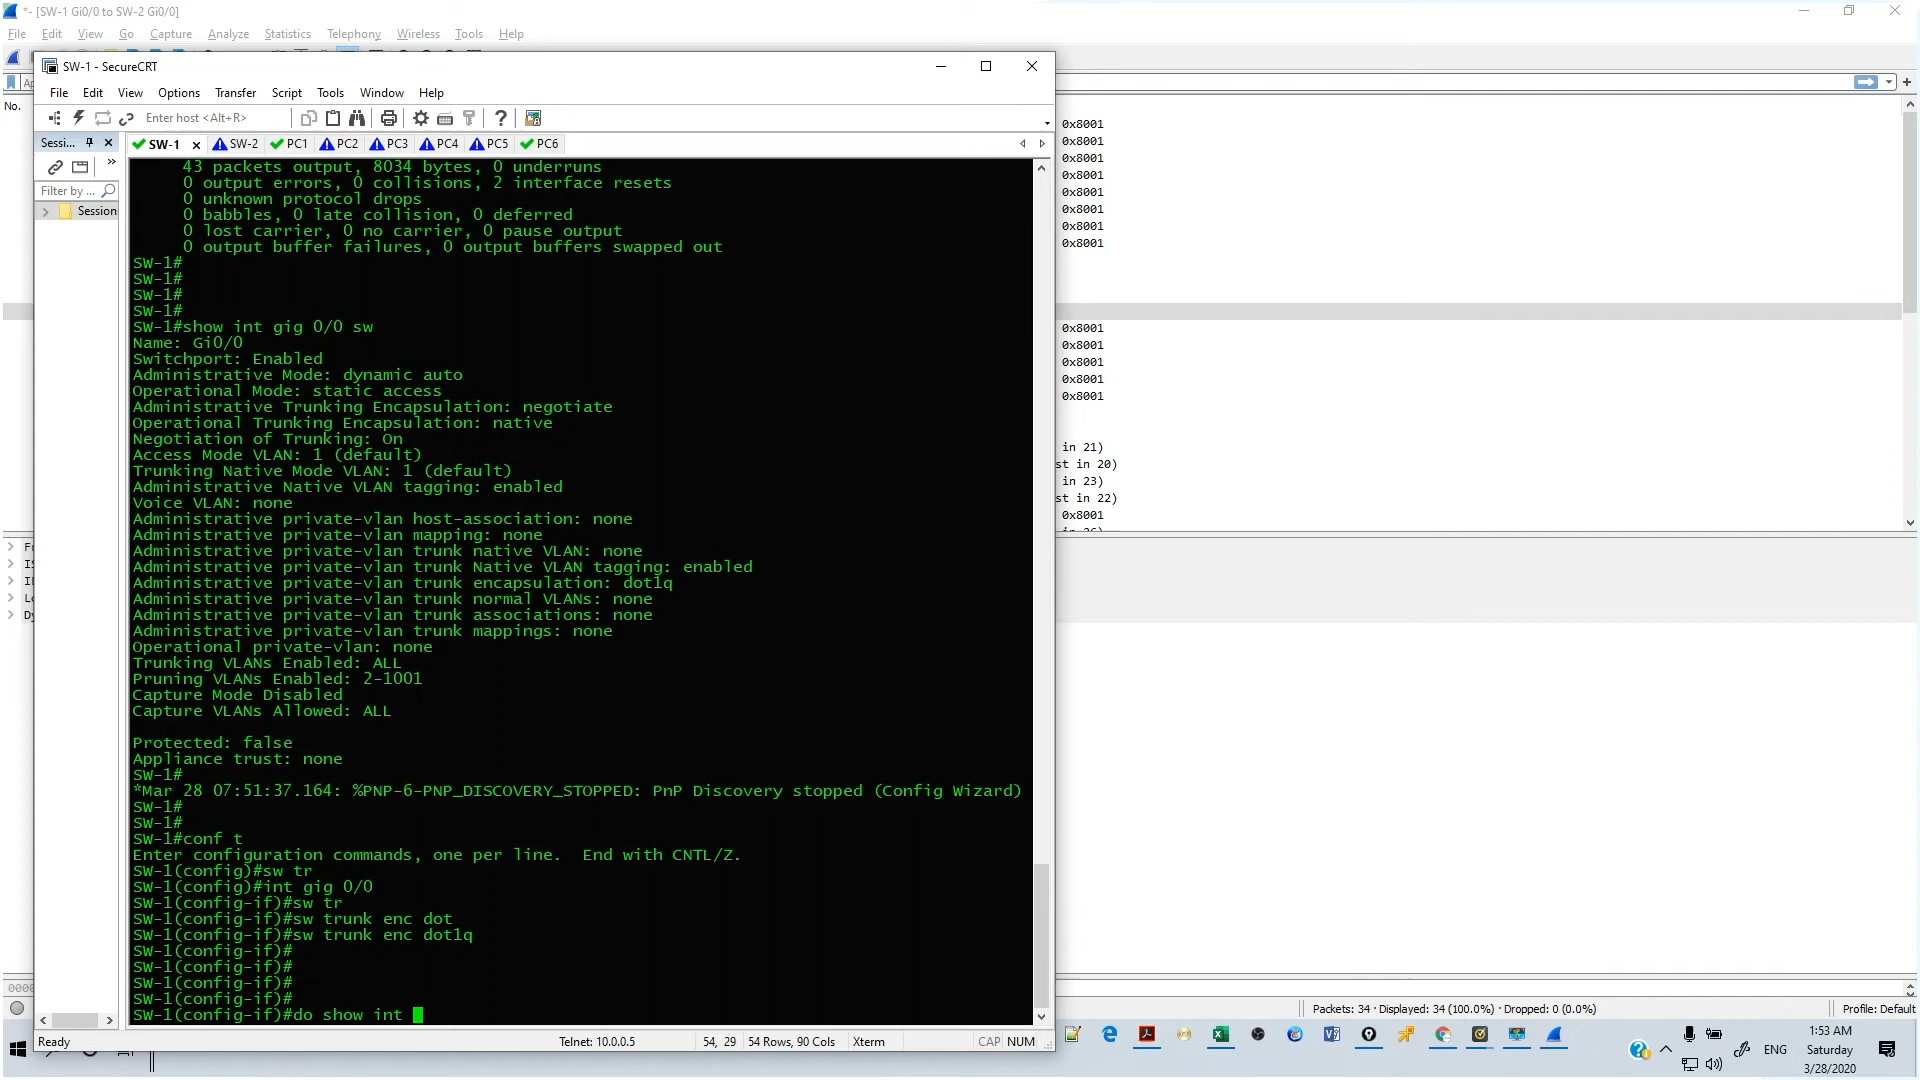 *- [SW-1 Gi0/0 to SW-2 Gi0/0]
File Edit View Go Capture Analyze Statistics Telephony Wireless Tools Help
SW-1 - SecureCRT
File Edit View Options Transfer Script Tools Window Help
Enter host <Alt+R>
No.
Sessi...
SW-1 SW-2 PC1 PC2 PC3 PC4 PC5 PC6
Filter by ...
Session
43 packets output, 8034 bytes, 0 underruns
0 output errors, 0 collisions, 2 interface resets
0 unknown protocol drops
0 babbles, 0 late collision, 0 deferred
0 lost carrier, 0 no carrier, 0 pause output
0 output buffer failures, 0 output buffers swapped out
SW-1#
SW-1#
SW-1#
SW-1#
SW-1#show int gig 0/0 sw
Name: Gi0/0
Switchport: Enabled
Administrative Mode: dynamic auto
Operational Mode: static access
Administrative Trunking Encapsulation: negotiate
Operational Trunking Encapsulation: native
Negotiation of Trunking: On
Access Mode VLAN: 1 (default)
Trunking Native Mode VLAN: 1 (default)
Administrative Native VLAN tagging: enabled
Voice VLAN: none
Administrative private-vlan host-association: none
Administrative private-vlan mapping: none
Administrative private-vlan trunk native VLAN: none
Administrative private-vlan trunk Native VLAN tagging: enabled
Administrative private-vlan trunk encapsulation: dot1q
Administrative private-vlan trunk normal VLANs: none
Administrative private-vlan trunk associations: none
Administrative private-vlan trunk mappings: none
Operational private-vlan: none
Trunking VLANs Enabled: ALL
Pruning VLANs Enabled: 2-1001
Capture Mode Disabled
Capture VLANs Allowed: ALL
Protected: false
Appliance trust: none
SW-1#
*Mar 28 07:51:37.164: %PNP-6-PNP_DISCOVERY_STOPPED: PnP Discovery stopped (Config Wizard)
SW-1#
SW-1#
SW-1#conf t
Enter configuration commands, one per line.  End with CNTL/Z.
SW-1(config)#sw tr
SW-1(config)#int gig 0/0
SW-1(config-if)#sw tr
SW-1(config-if)#sw trunk enc dot
SW-1(config-if)#sw trunk enc dot1q
SW-1(config-if)#
SW-1(config-if)#
SW-1(config-if)#
SW-1(config-if)#
SW-1(config-if)#do show int
0x8001
0x8001
0x8001
0x8001
0x8001
0x8001
0x8001
0x8001
0x8001
0x8001
0x8001
0x8001
0x8001
in 21)
st in 20)
in 23)
st in 22)
0x8001
0000
Ready
Telnet: 10.0.0.5
54, 29
54 Rows, 90 Cols
Xterm
CAP NUM
Packets: 34 · Displayed: 34 (100.0%) · Dropped: 0 (0.0%)
Profile: Default
ENG
1:53 AM
Saturday
3/28/2020